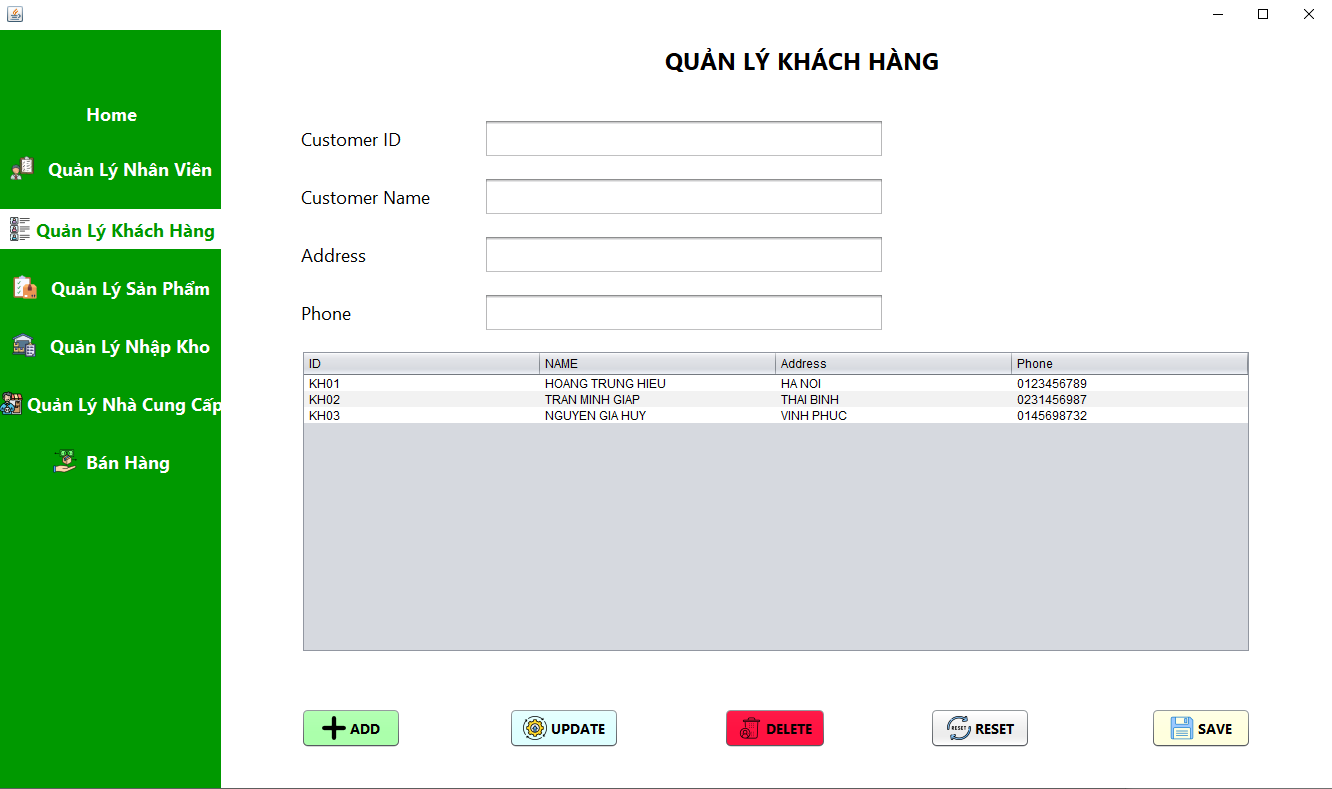 QUẢN LÝ KHÁCH HÀNG
Home
Quản Lý Nhân Viên
Quản Lý Khách Hàng
Quản Lý Sản Phẩm
Quản Lý Nhập Kho
Quản Lý Nhà Cung Cấp
Bán Hàng
Customer ID
Customer Name
Address
Phone
ID NAME Address Phone
KH01 HOANG TRUNG HIEU HA NOI 0123456789
KH02 TRAN MINH GIAP THAI BINH 0231456987
KH03 NGUYEN GIA HUY VINH PHUC 0145698732
ADD UPDATE DELETE RESET RESET SAVE